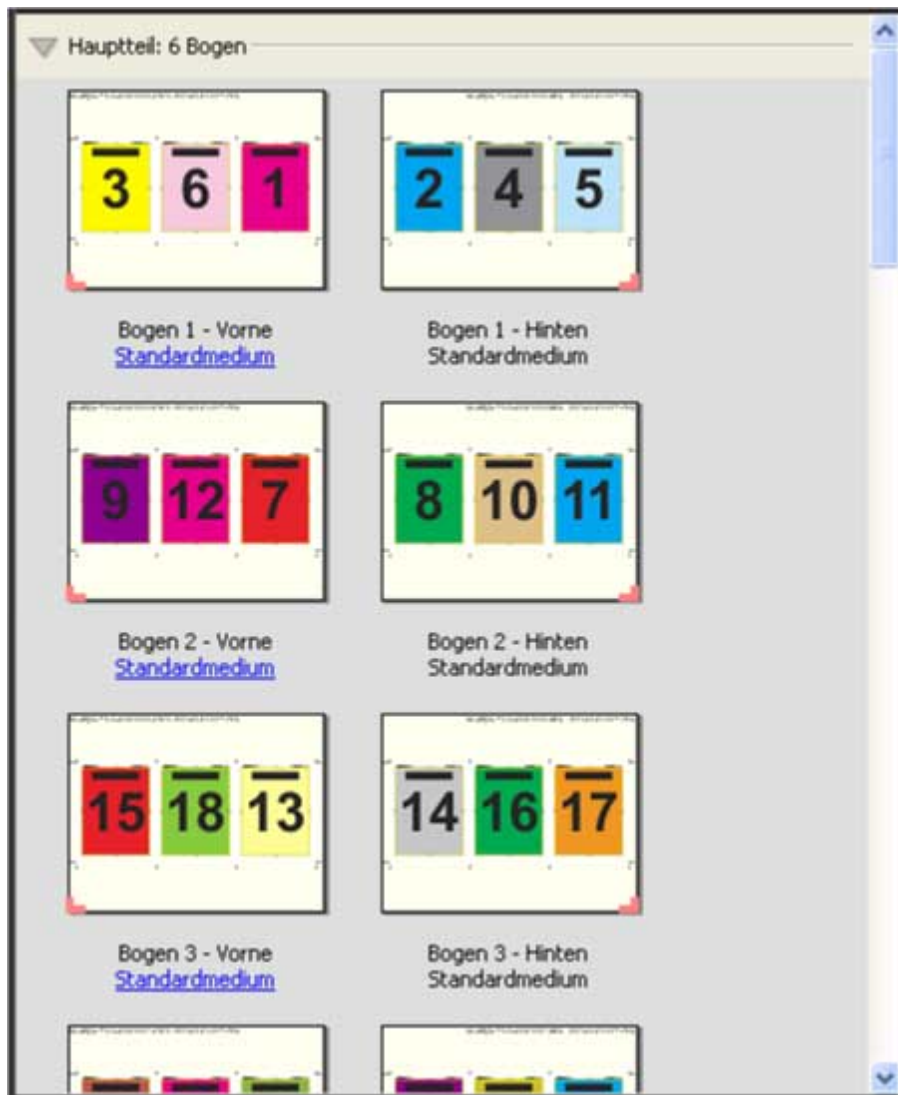 Hauptteil: 6 Bogen
3 6 1
2 4 5
Bogen 1 - Vorne
Standardmedium
Bogen 1 - Hinten
Standardmedium
9 12 7
8 10 11
Bogen 2 - Vorne
Standardmedium
Bogen 2 - Hinten
Standardmedium
15 18 13
14 16 17
Bogen 3 - Vorne
Standardmedium
Bogen 3 - Hinten
Standardmedium